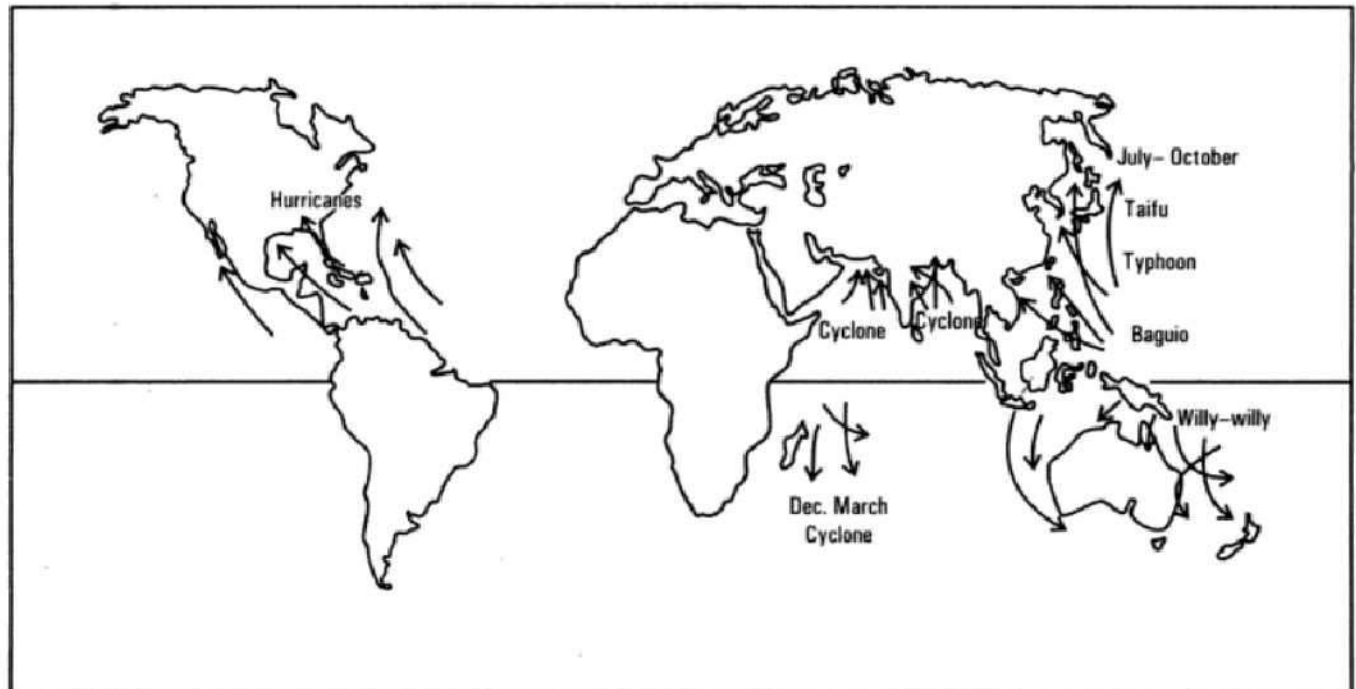 July– October
Hurricanes
Taifu
Typhoon
Cyclone
Cyclone
Baguio
Willy–willy
Dec. March
Cyclone